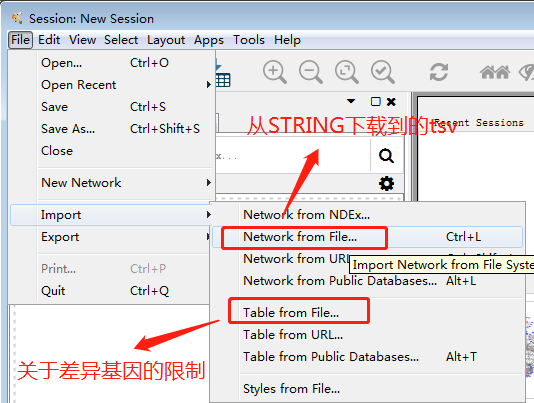 Session: New Session
File Edit View Select Layout Apps Tools Help
Open... Ctrl+O
Open Recent
Save Ctrl+S
Save As... Ctrl+Shift+S
Close
New Network
Import
Export
Print... Ctrl+P
Quit Ctrl+Q
从STRING下载到的tsv
Recent Sessions
Network from NDEx...
Network from File... Ctrl+L
Network from URL
Import Network from File Syste
Network from Public Databases... Alt+L
Table from File...
Table from URL...
Table from Public Databases... Alt+T
Styles from File...
关于差异基因的限制